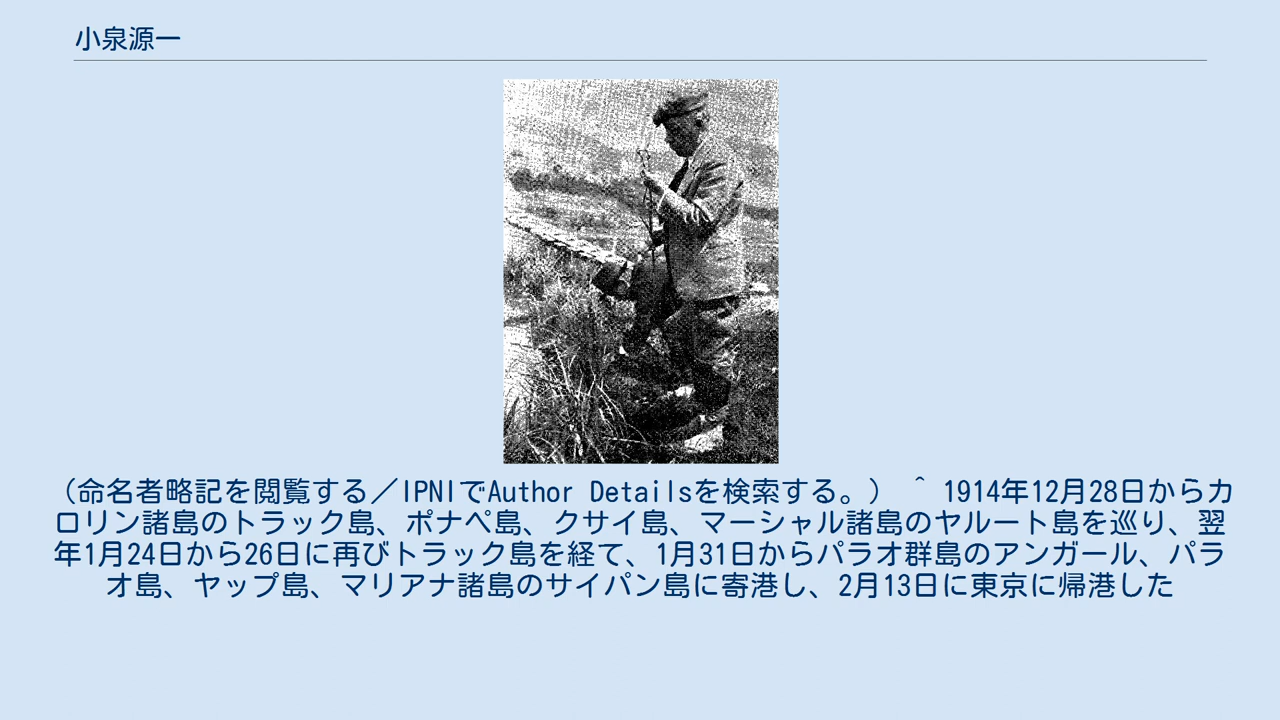 小泉源一
（命名者略記を閲覧する／IPNIでAuthor Detailsを検索する。） ^ 1914年12月28日からカ
ロリン諸島のトラック島、ポナペ島、クサイ島、マーシャル諸島のヤルート島を巡り、翌
年1月24日から26日に再びトラック島を経て、1月31日からパラオ群島のアンガール、パラ
オ島、ヤップ島、マリアナ諸島のサイパン島に寄港し、2月13日に東京に帰港した